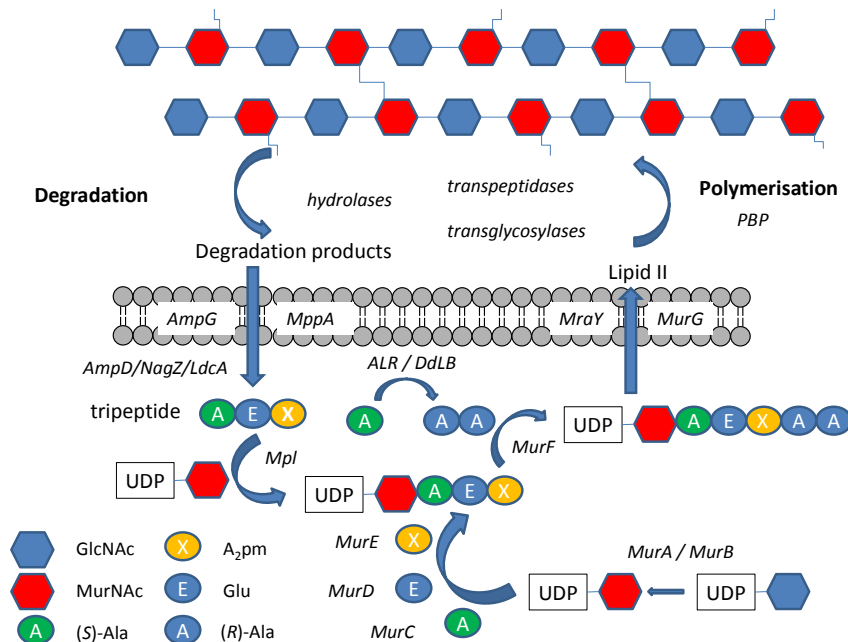 Degradation
hydrolases
transpeptidases
transglycosylases
Polymerisation
PBP
Degradation products
Lipid II
AmpG
MppA
MraY
MurG
AmpD/NagZ/LdcA
ALR / DdLB
tripeptide
A E X
A
A A
MurF
UDP
A E X A A
Mpl
UDP
UDP
A E X
GlcNAc
X
A₂pm
MurE
X
MurA / MurB
MurNAc
E
Glu
MurD
E
UDP
UDP
A
(S)-Ala
A
(R)-Ala
MurC
A